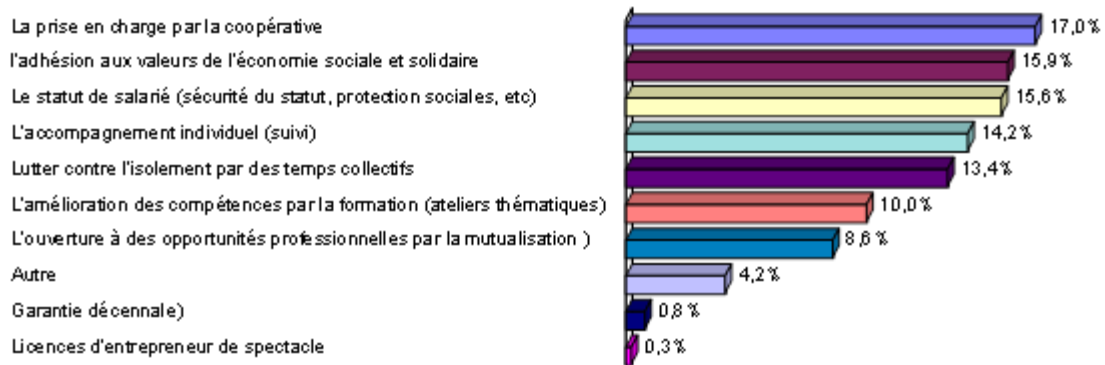 La prise en charge par la coopérative 17,0%
l'adhésion aux valeurs de l'économie sociale et solidaire 15,9%
Le statut de salarié (sécurité du statut, protection sociales, etc) 15,6%
L'accompagnement individuel (suivi) 14,2%
Lutter contre l'isolement par des temps collectifs 13,4%
L'amélioration des compétences par la formation (ateliers thématiques) 10,0%
L'ouverture à des opportunités professionnelles par la mutualisation ) 8,6%
Autre 4,2%
Garantie décennale) 0,8%
Licences d'entrepreneur de spectacle 0,3%